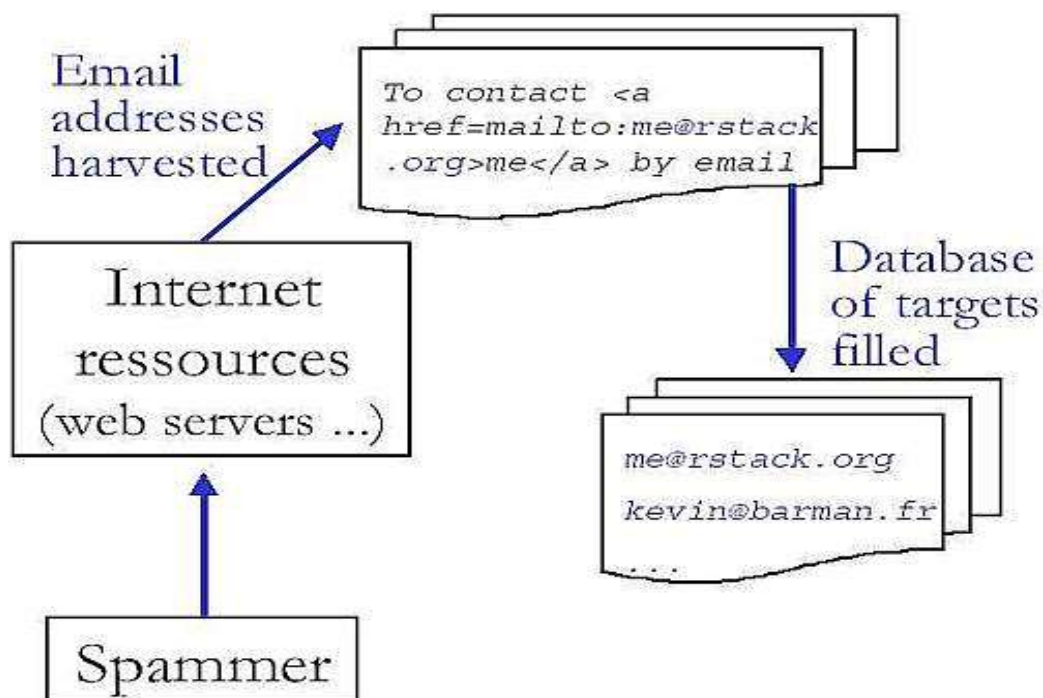 Email
addresses
harvested
To contact <a
href=mailto:me@rstack
.org>me</a> by email
Internet
ressources
(web servers ...)
Database
of targets
filled
me@rstack.org
kevin@barman.fr
...
Spammer